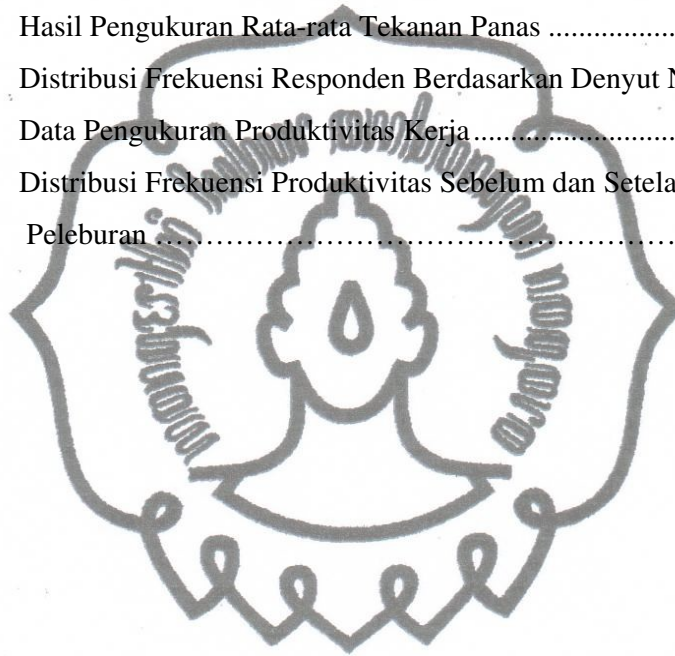 Hasil Pengukuran Rata-rata Tekanan Panas ....................
Distribusi Frekuensi Responden Berdasarkan Denyut N
Data Pengukuran Produktivitas Kerja.............................
Distribusi Frekuensi Produktivitas Sebelum dan Setela
Peleburan ……………………………………………